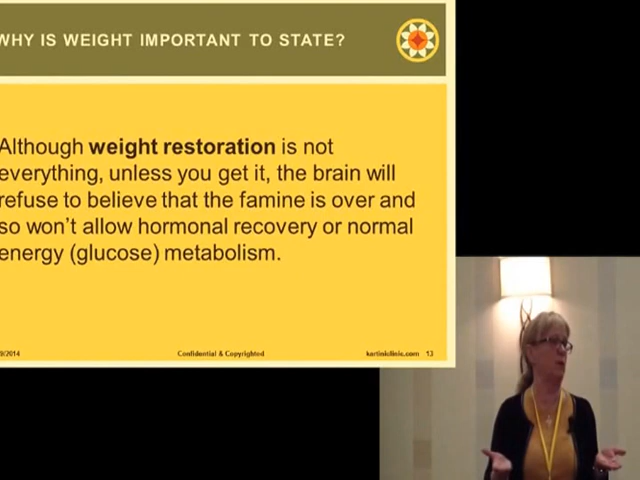 WHY IS WEIGHT IMPORTANT TO STATE?
Although weight restoration is not
everything, unless you get it, the brain will
refuse to believe that the famine is over and
so won't allow hormonal recovery or normal
energy (glucose) metabolism.
9/2014 Confidential & Copyrighted kartiniclinic.com 13